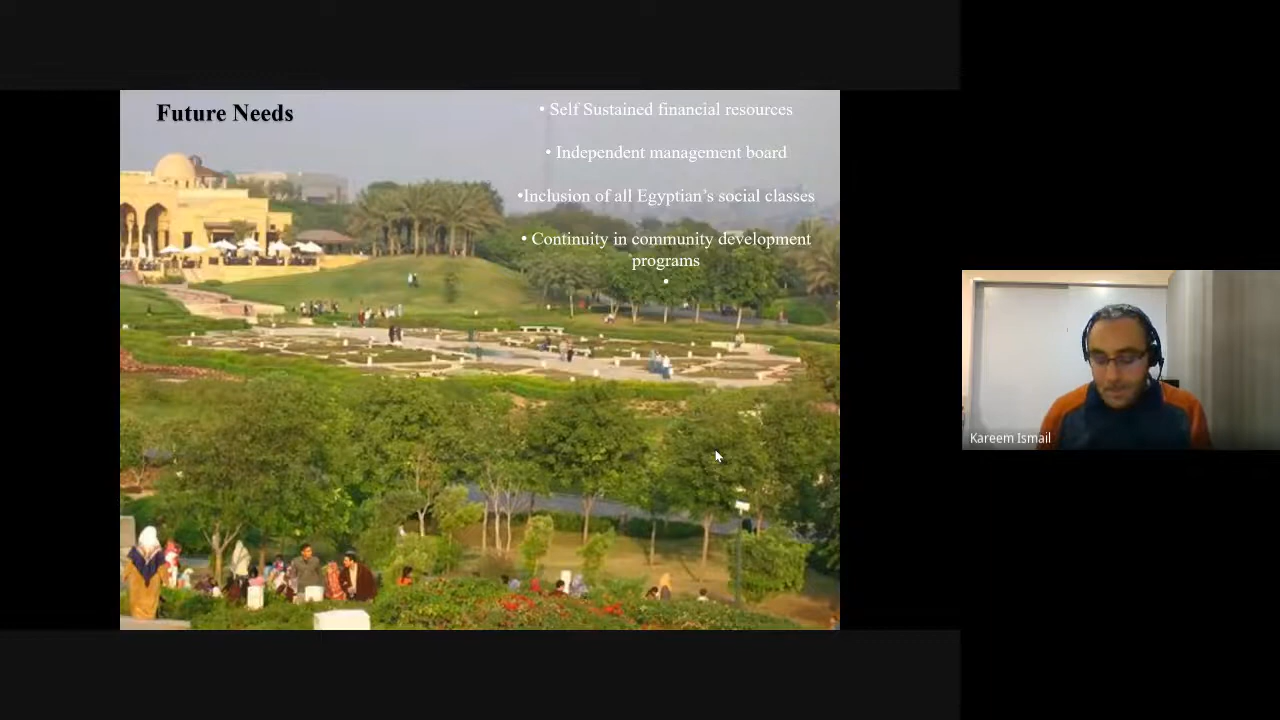 Future Needs
• Self Sustained financial resources
• Independent management board
•Inclusion of all Egyptian’s social classes
• Continuity in community development
programs
•
Kareem Ismail